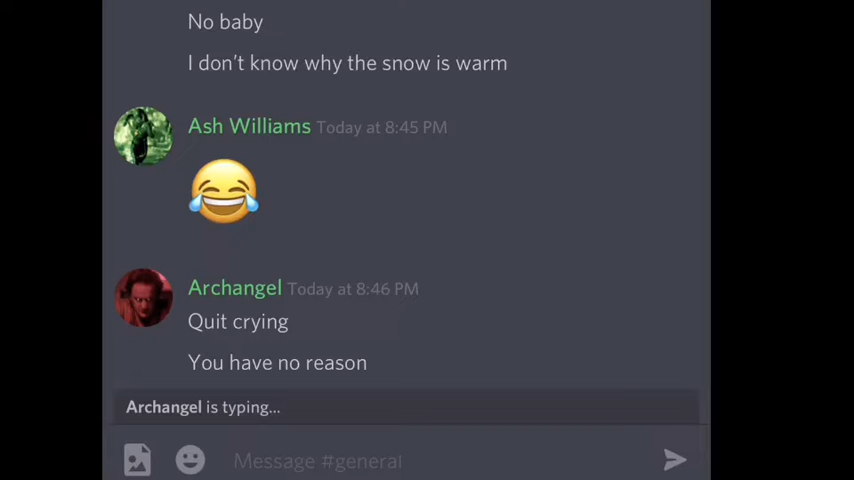 No baby
I don't know why the snow is warm
Ash Williams Today at 8:45 PM
Archangel Today at 8:46 PM
Quit crying
You have no reason
Archangel is typing...
Message #general